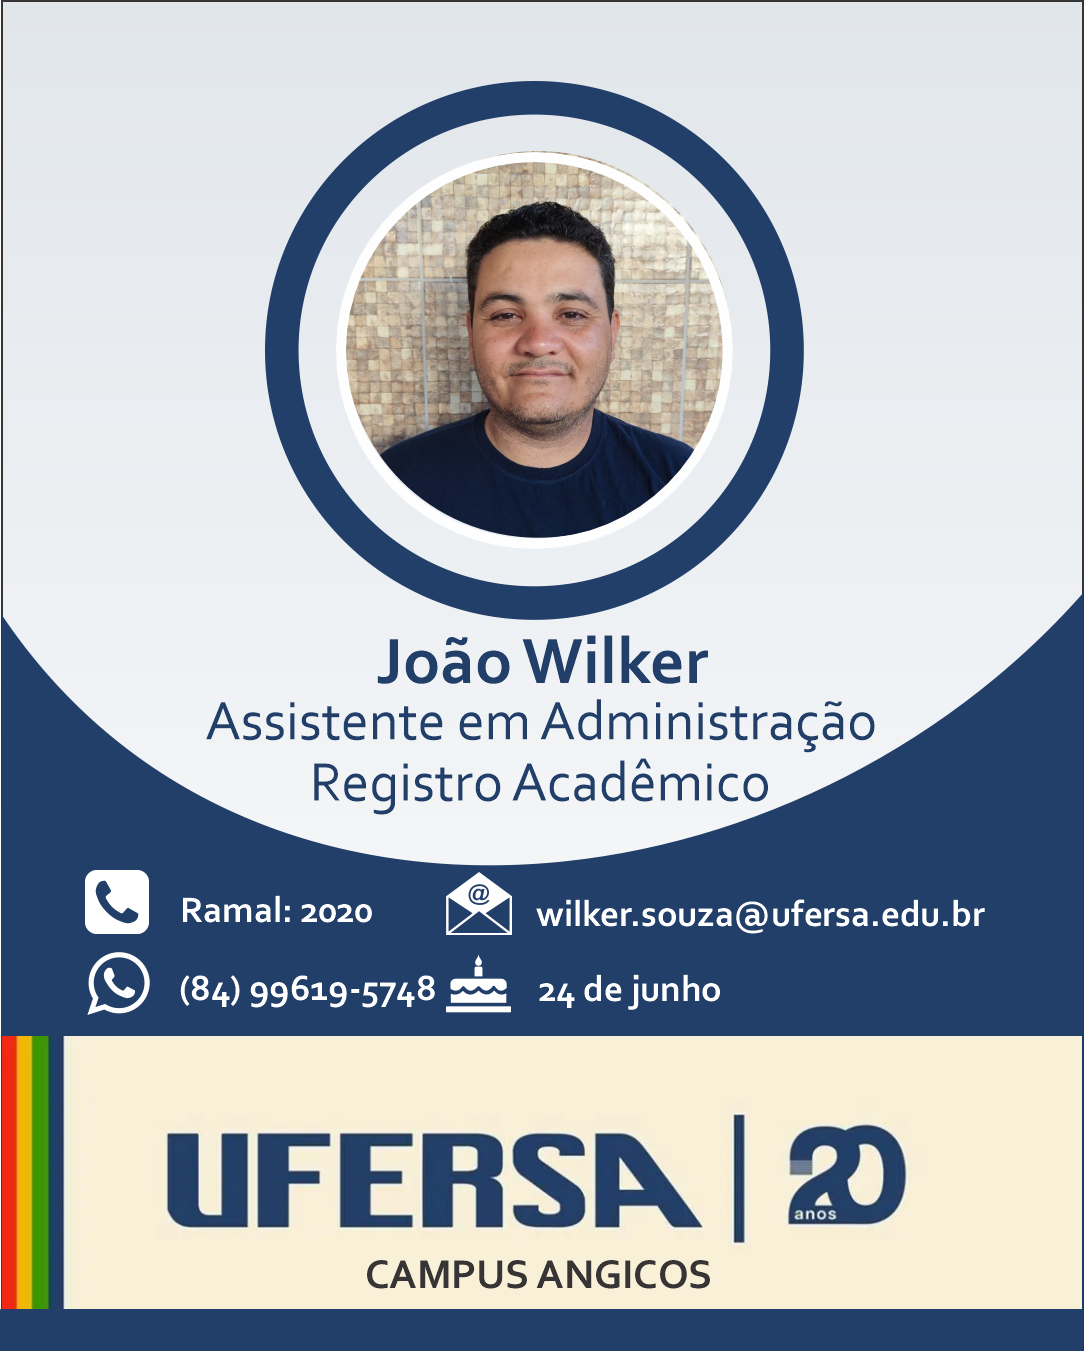 João Wilker
Assistente em Administração
Registro Acadêmico
Ramal: 2020
@
wilker.souza@ufersa.edu.br
(84) 99619-5748
24 de junho
UFERSA | 20
anos
CAMPUS ANGICOS